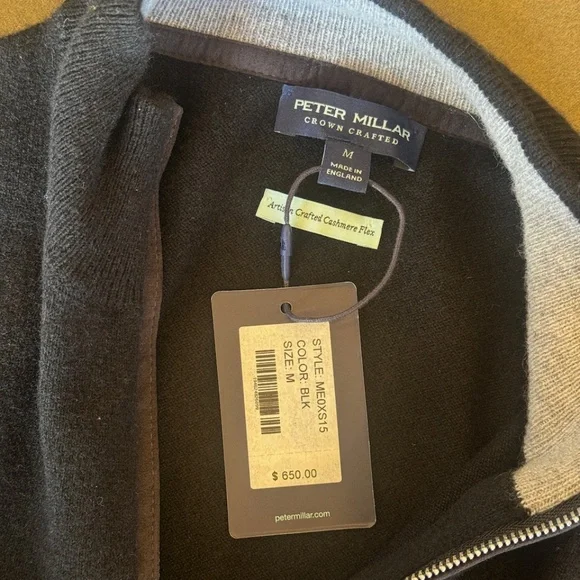 PETER MILLAR
CROWN CRAFTED
M
MADE IN
ENGLAND
Artisan Crafted Cashmere Flex
STYLE: ME0XS15
COLOR: BLK
SIZE: M
$ 650.00
petermillar.com